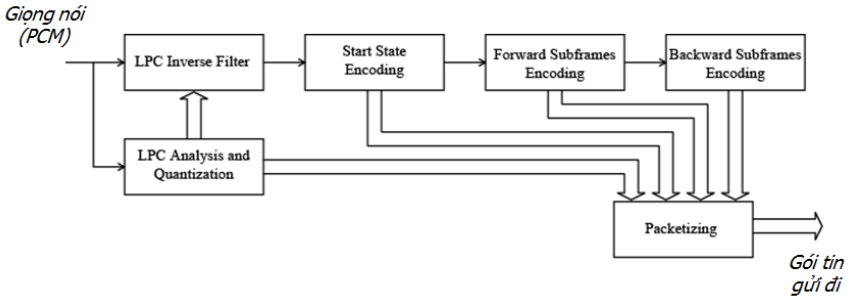 Giọng nói
(PCM)
LPC Inverse Filter
Start State
Encoding
Forward Subframes
Encoding
Backward Subframes
Encoding
LPC Analysis and
Quantization
Packetizing
Gói tin
gửi đi